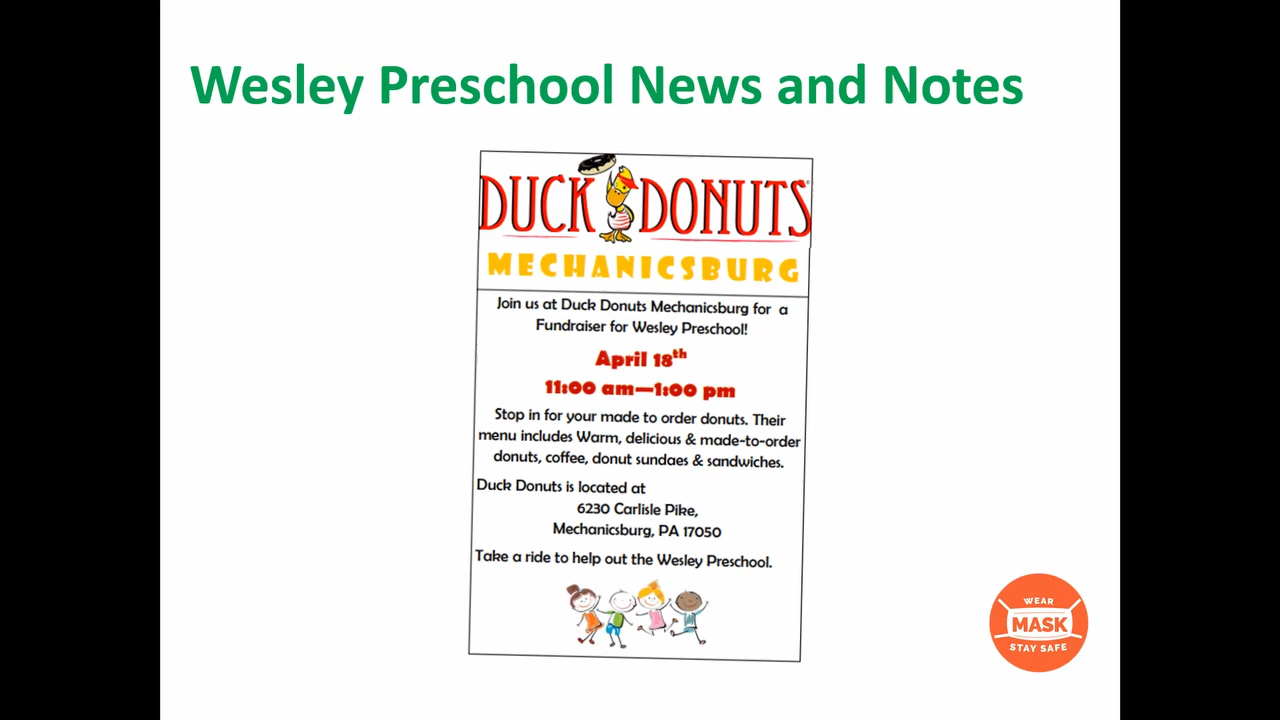 Wesley Preschool News and Notes
DUCK DONUTS
MECHANICSBURG
Join us at Duck Donuts Mechanicsburg for a
Fundraiser for Wesley Preschool!
April 18th
11:00 am—1:00 pm
Stop in for your made to order donuts. Their
menu includes Warm, delicious & made-to-order
donuts, coffee, donut sundaes & sandwiches.
Duck Donuts is located at
6230 Carlisle Pike,
Mechanicsburg, PA 17050
Take a ride to help out the Wesley Preschool.
WEAR
MASK
STAY SAFE